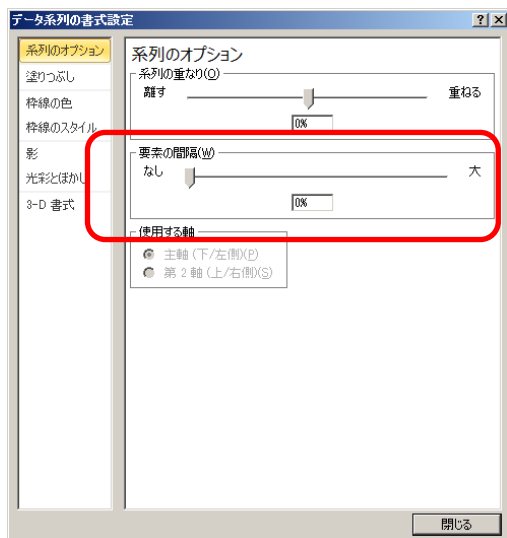 データ系列の書式設定
系列のオプション
塗りつぶし
枠線の色
枠線のスタイル
影
光彩とぼかし
3-D 書式
系列のオプション
系列の重なり(O)
離す 重ねる
0%
要素の間隔(W)
なし 大
0%
使用する軸
主軸 (下/左側)(P)
第 2 軸 (上/右側)(S)
閉じる